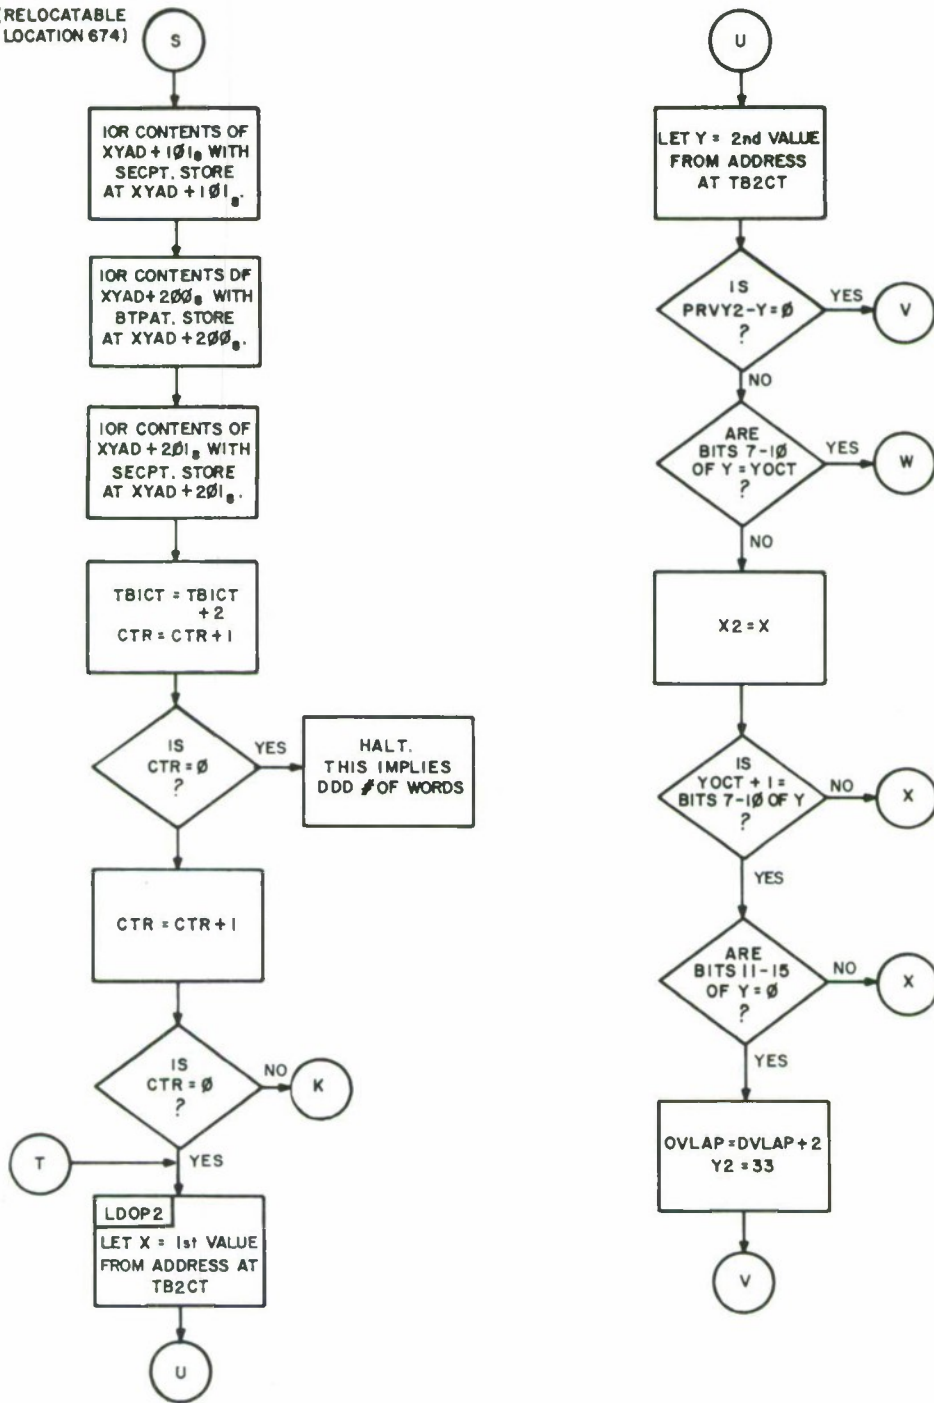 (RELOCATABLE
LOCATION 674)
S
IOR CONTENTS OF
XYAD+1Ø1₈ WITH
SECPT. STORE
AT XYAD+1Ø1₈.
IOR CONTENTS DF
XYAD+2ØØ₈ WITH
BTPAT. STORE
AT XYAD+2ØØ₈.
IOR CONTENTS OF
XYAD+2Ø1₈ WITH
SECPT. STORE
AT XYAD+2Ø1₈.
TBICT = TBICT
+2
CTR = CTR+1
IS
CTR = Ø
?
YES
HALT.
THIS IMPLIES
DDD # OF WORDS
CTR = CTR+1
IS
CTR = Ø
?
NO
K
T
YES
LDOP2
LET X = 1st VALUE
FROM ADDRESS AT
TB2CT
U
U
LET Y = 2nd VALUE
FROM ADDRESS
AT TB2CT
IS
PRVY2-Y=Ø
?
YES
V
NO
ARE
BITS 7-1Ø
OF Y = YOCT
?
YES
W
NO
X2 = X
IS
YOCT + 1 =
BITS 7-1Ø OF Y
?
NO
X
YES
ARE
BITS 11-15
OF Y = Ø
?
NO
X
YES
OVLAP=DVLAP+2
Y2 = 33
V